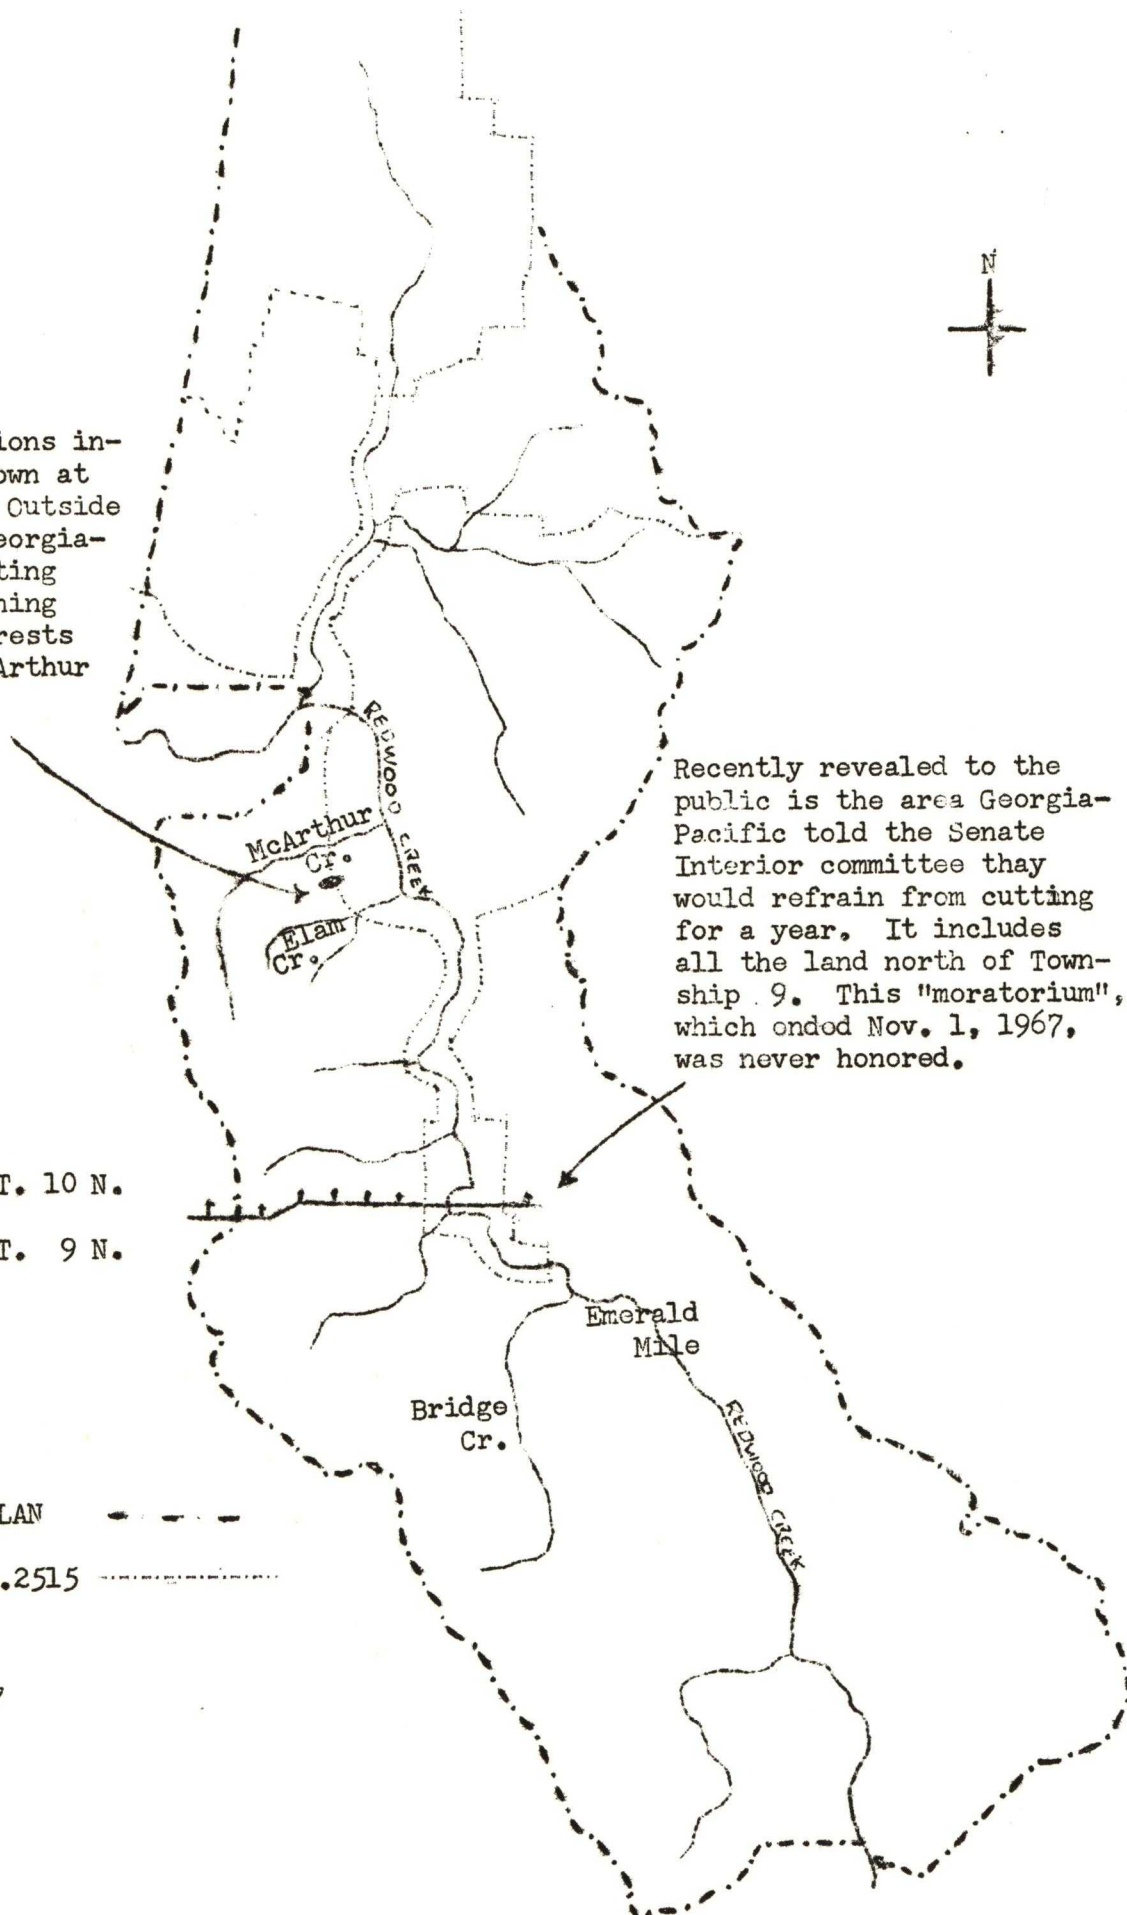 N
ions in-
own at
Outside
eorgia-
ting
ning
rests
Arthur
REDWOOD CREEK
McArthur
Cr.
Elam
Cr.
Recently revealed to the
public is the area Georgia-
Pacific told the Senate
Interior committee thay
would refrain from cutting
for a year. It includes
all the land north of Town-
ship 9. This "moratorium",
which ended Nov. 1, 1967,
was never honored.
T. 10 N.
T. 9 N.
Emerald
Mile
Bridge
Cr.
REDWOOD CREEK
LAN
.2515